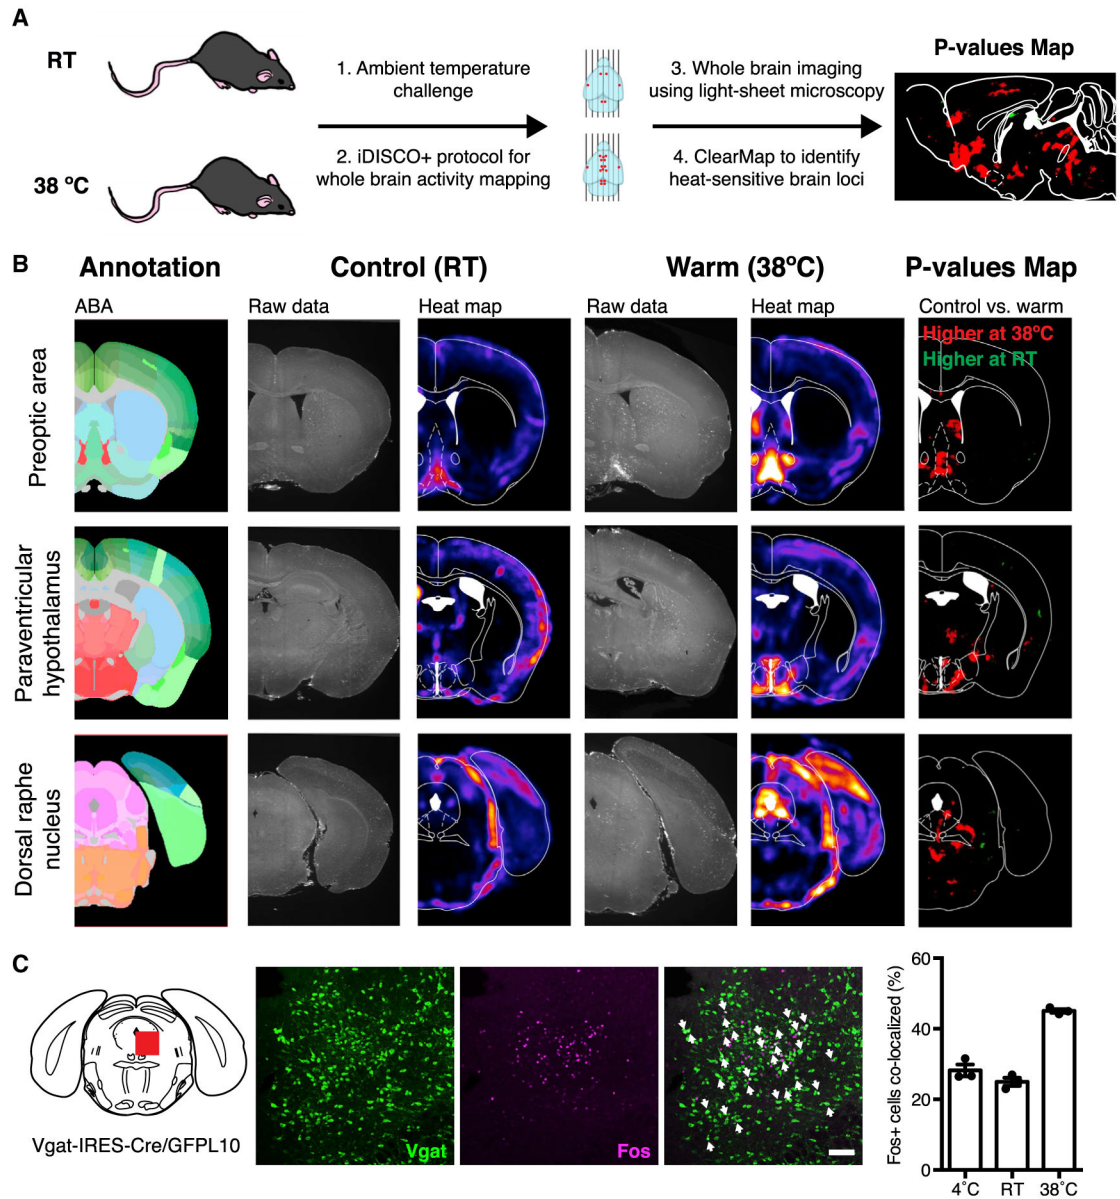 A
RT
38 ºC
1. Ambient temperature
challenge
2. iDISCO+ protocol for
whole brain activity mapping
3. Whole brain imaging
using light-sheet microscopy
4. ClearMap to identify
heat-sensitive brain loci
P-values Map
B
Annotation
Control (RT)
Warm (38ºC)
P-values Map
ABA
Raw data
Heat map
Raw data
Heat map
Control vs. warm
Higher at 38ºC
Higher at RT
Preoptic area
Paraventricular
hypothalamus
Dorsal raphe
nucleus
C
Vgat-IRES-Cre/GFPL10
Vgat
Fos
Fos+ cells co-localized (%)
60
40
20
0
4˚C
RT
38˚C